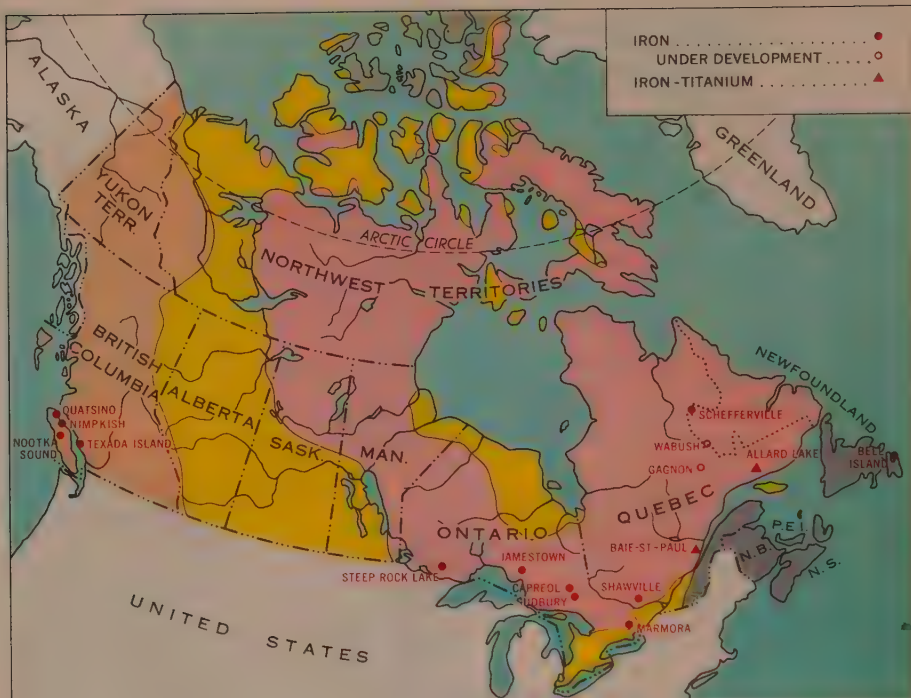 IRON
UNDER DEVELOPMENT
IRON-TITANIUM
ALASKA
GREENLAND
YUKON
TERR
ARCTIC CIRCLE
NORTHWEST TERRITORIES
BRITISH
COLUMBIA
ALBERTA
SASK
MAN.
ONTARIO
QUEBEC
NEWFOUNDLAND
QUATSINO
NIMPKISH
NOOTKA
SOUND
TEXADA ISLAND
SCHEFFERVILLE
WABUSH
ALLARD LAKE
GAGNON
BELL
ISLAND
P.E.I.
N.B.
N.S.
BAIE-ST-PAUL
STEEP ROCK LAKE
JAMESTOWN
CAPREOL
SUDBURY
SHAWVILLE
MARMORA
UNITED STATES